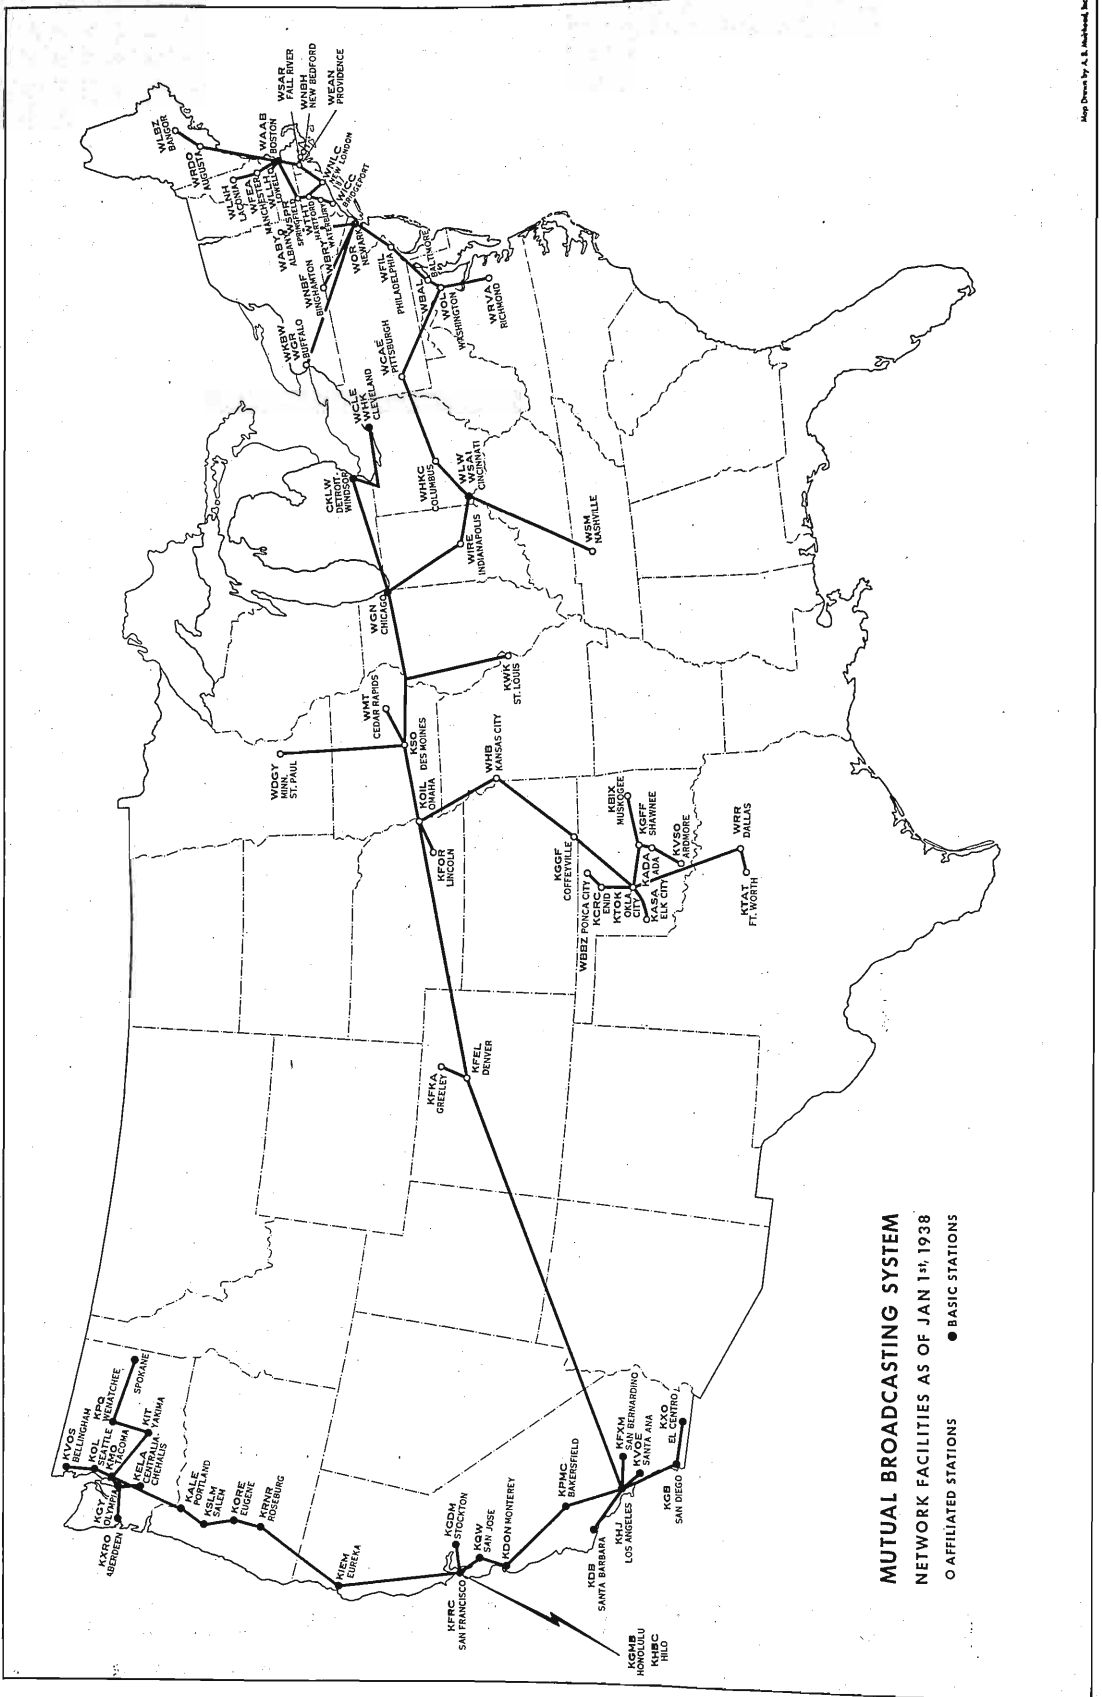 Map Drawn by A. B. Muirhead, Inc.
WLBZ
BANGOR
WRDO
AUGUSTA
WLNH
LACONIA
WFEA
MANCHESTER
WLLH
LOWELL
WAAB
BOSTON
WSAR
FALL RIVER
WNBH
NEW BEDFORD
WEAN
PROVIDENCE
WNLC
NEW LONDON
WICC
BRIDGEPORT
WABY
ALBANY
WSPR
SPRINGFIELD
WTHT
HARTFORD
WBRY
WATERBURY
WNBF
BINGHAMTON
WOR
NEWARK
WFIL
PHILADELPHIA
WBAL
BALTIMORE
WOL
WASHINGTON
WRVA
RICHMOND
WKBW-
WGR
BUFFALO
WCAE
PITTSBURGH
WCLE
WHK
CLEVELAND
CKLW
DETROIT-
WINDSOR
WHKC
COLUMBUS
WLW
WSAI
CINCINNATI
WIRE
INDIANAPOLIS
WSM
NASHVILLE
WGN
CHICAGO
KWK
ST. LOUIS
WMT
CEDAR RAPIDS
KSO
DES MOINES
WDGY
MINN.
ST. PAUL
KOIL
OMAHA
KFOR
LINCOLN
WHB
KANSAS CITY
KGGF
COFFEYVILLE
WBBZ PONCA CITY
KCRC
ENID
KTOK
OKLA
CITY
KASA
ELK CITY
KBIX
MUSKOGEE
KGFF
SHAWNEE
KADA
ADA
KVSO
ARDMORE
WRR
DALLAS
KTAT
FT. WORTH
KFKA
GREELEY
KFEL
DENVER
KVOS
BELLINGHAM
KOL
SEATTLE
KMO
TACOMA
KPQ
WENATCHEE
SPOKANE
KIT
YAKIMA
KELA
CENTRALIA-
CHEHALIS
KGY
OLYMPIA
KXRO
ABERDEEN
KALE
PORTLAND
KSLM
SALEM
KORE
EUGENE
KRNR
ROSEBURG
KIEM
EUREKA
KFRC
SAN FRANCISCO
KGDM
STOCKTON
KQW
SAN JOSE
KDON MONTEREY
KPMC
BAKERSFIELD
KDB
SANTA BARBARA
KHJ
LOS ANGELES
KFXM
SAN BERNARDINO
KVOE
SANTA ANA
KGB
SAN DIEGO
KXO
EL CENTRO
KGMB
HONOLULU
KHBC
HILO
MUTUAL BROADCASTING SYSTEM
NETWORK FACILITIES AS OF JAN 1st, 1938
O AFFILIATED STATIONS ● BASIC STATIONS